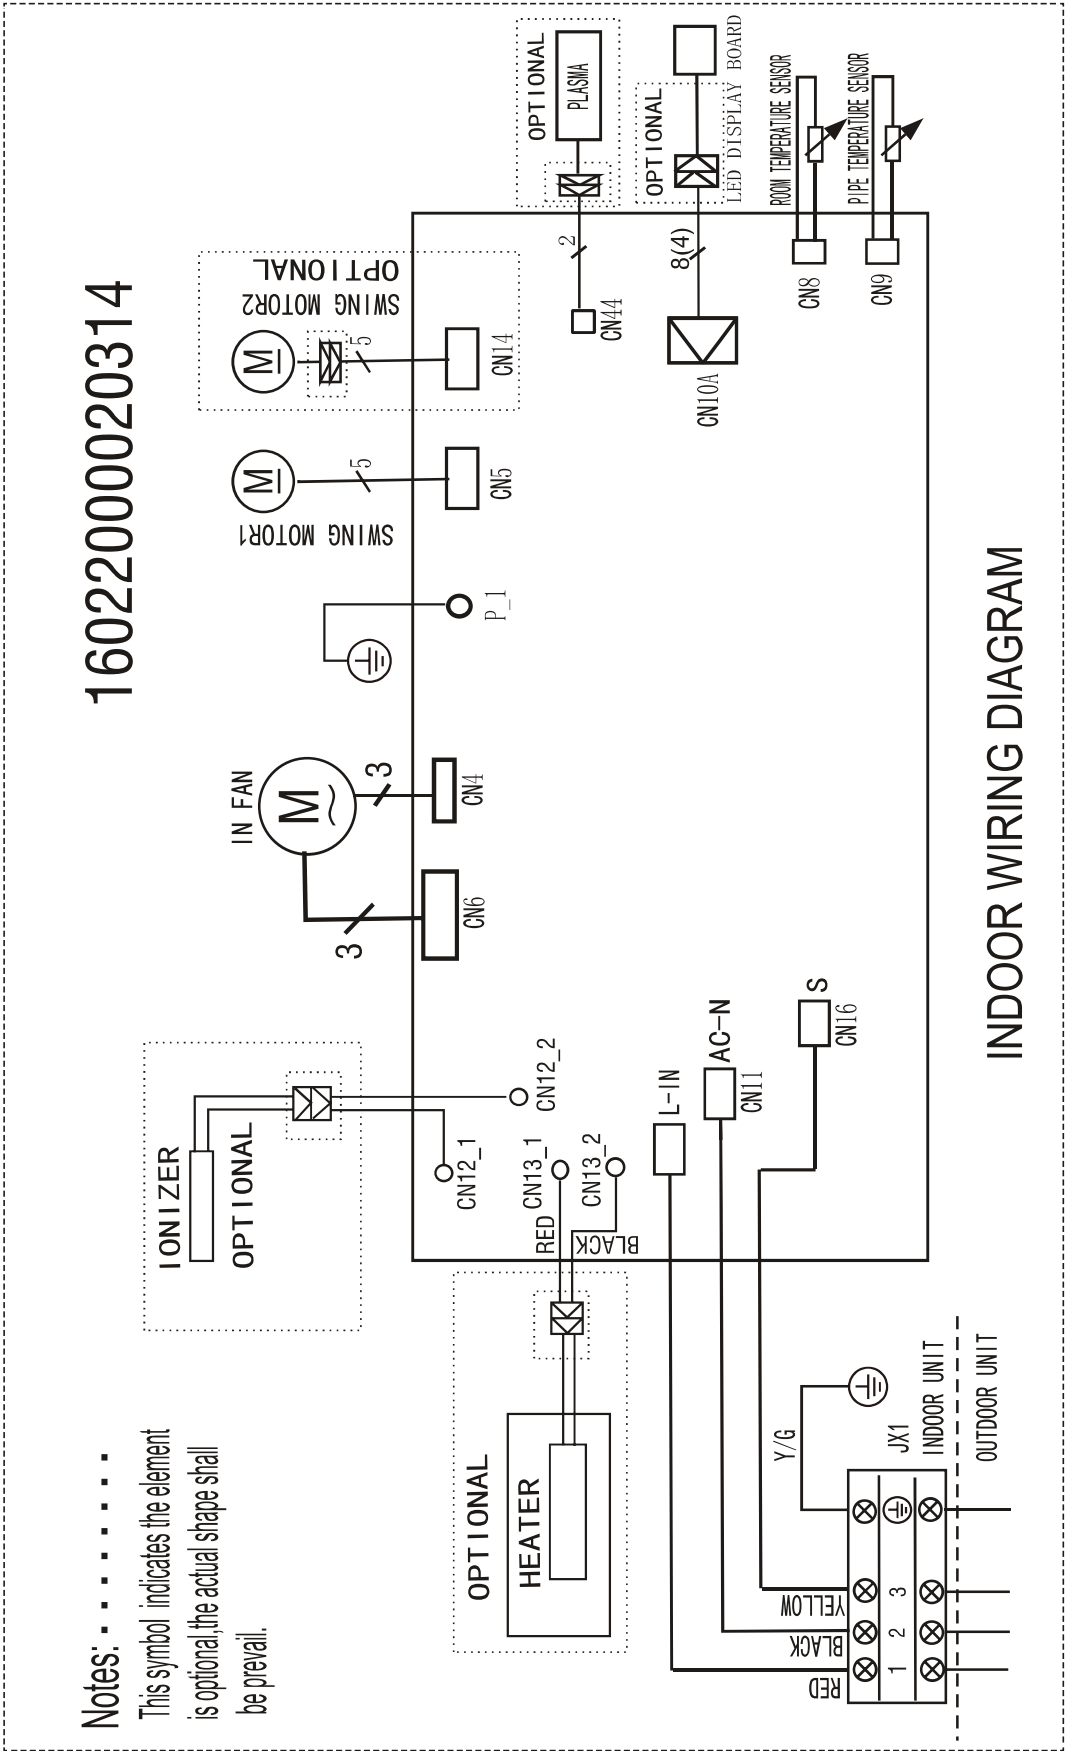 Notes:
This symbol indicates the element
is optional,the actual shape shall
be prevail.
16022000020314
IONIZER
OPTIONAL
IN FAN
M
3
3
CN6
CN4
P_1
SWING MOTOR1
M
5
CN5
SWING MOTOR2
OPTIONAL
M
5
CN14
OPTIONAL
PLASMA
2
CN44
OPTIONAL
LED DISPLAY BOARD
8(4)
CN10A
ROOM TEMPERATURE SENSOR
CN8
PIPE TEMPERATURE SENSOR
CN9
CN12_1
CN12_2
CN13_1
CN13_2
RED
BLACK
OPTIONAL
HEATER
L-IN
AC-N
CN11
S
CN16
Y/G
JX1
INDOOR UNIT
OUTDOOR UNIT
RED
BLACK
YELLOW
1
2
3
INDOOR WIRING DIAGRAM